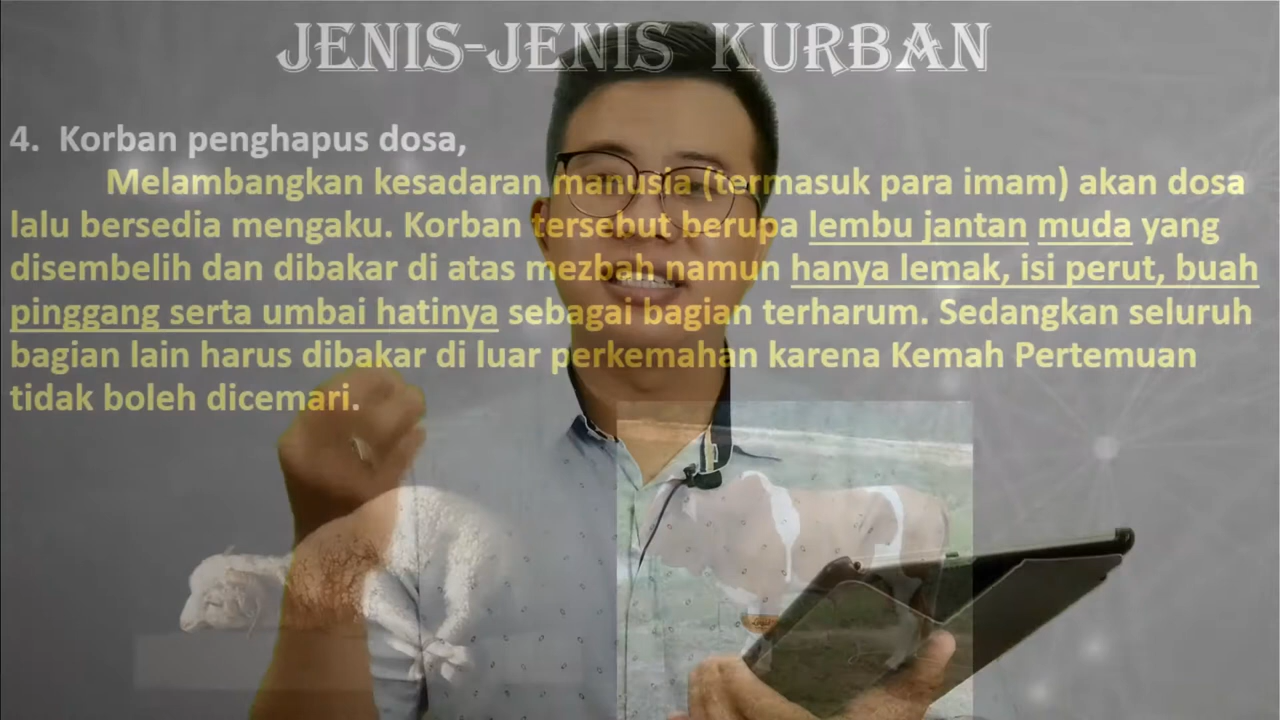 JENIS-JENIS KURBAN
4. Korban penghapus dosa,
Melambangkan kesadaran manusia (termasuk para imam) akan dosa
lalu bersedia mengaku. Korban tersebut berupa lembu jantan muda yang
disembelih dan dibakar di atas mezbah namun hanya lemak, isi perut, buah
pinggang serta umbai hatinya sebagai bagian terharum. Sedangkan seluruh
bagian lain harus dibakar di luar perkemahan karena Kemah Pertemuan
tidak boleh dicemari.